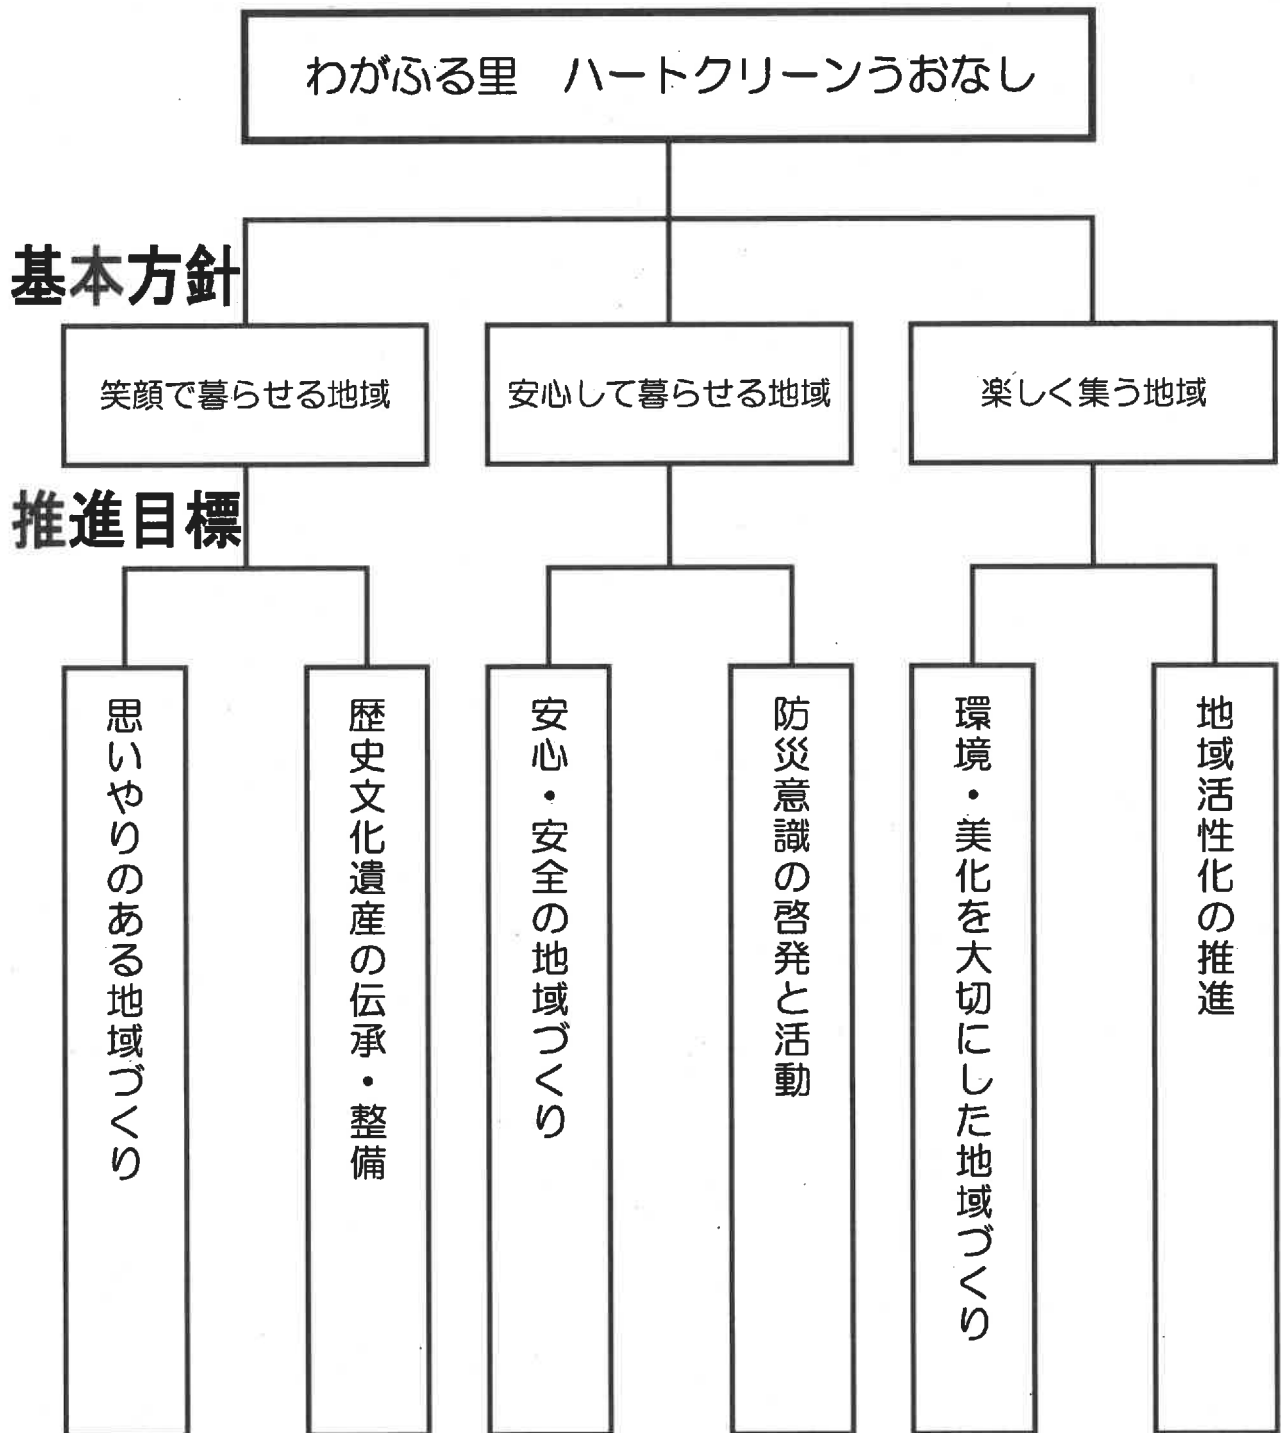 わがふる里　ハートクリーンうおなし
基本方針
笑顔で暮らせる地域
安心して暮らせる地域
楽しく集う地域
推進目標
思いやりのある地域づくり
歴史文化遺産の伝承・整備
安心・安全の地域づくり
防災意識の啓発と活動
環境・美化を大切にした地域づくり
地域活性化の推進